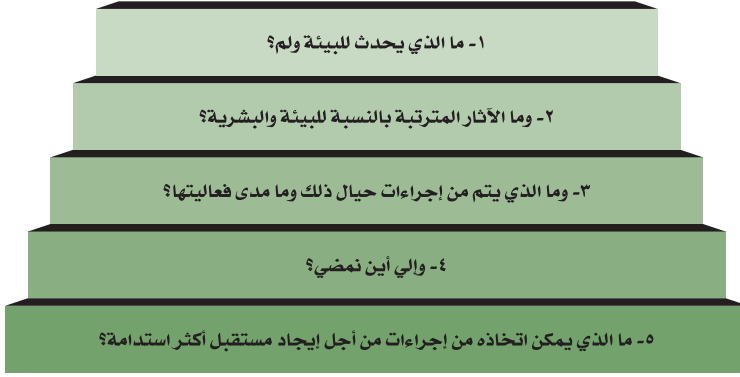 ١- ما الذي يحدث للبيئة ولم؟
٢- وما الآثار المترتبة بالنسبة للبيئة والبشرية؟
٣- وما الذي يتم من إجراءات حيال ذلك وما مدى فعاليتها؟
٤- وإلي أين نمضي؟
٥- ما الذي يمكن اتخاذه من إجراءات من أجل إيجاد مستقبل أكثر استدامة؟